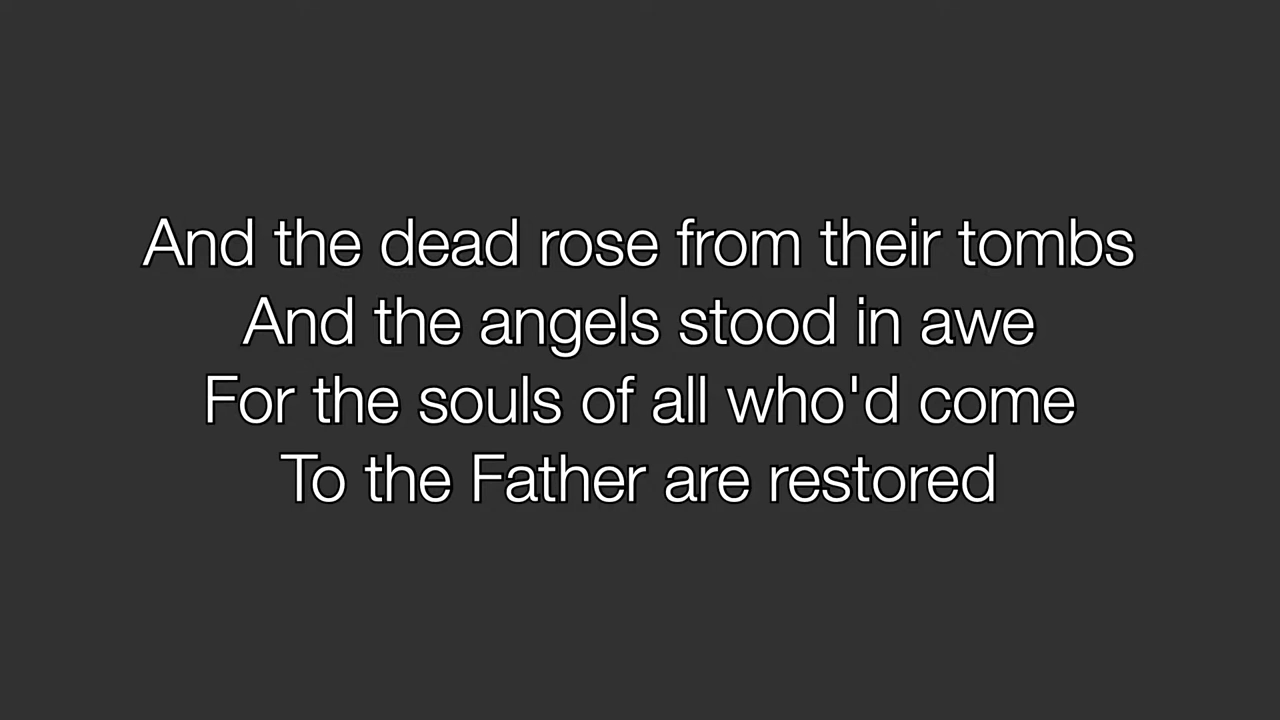 And the dead rose from their tombs
And the angels stood in awe
For the souls of all who'd come
To the Father are restored